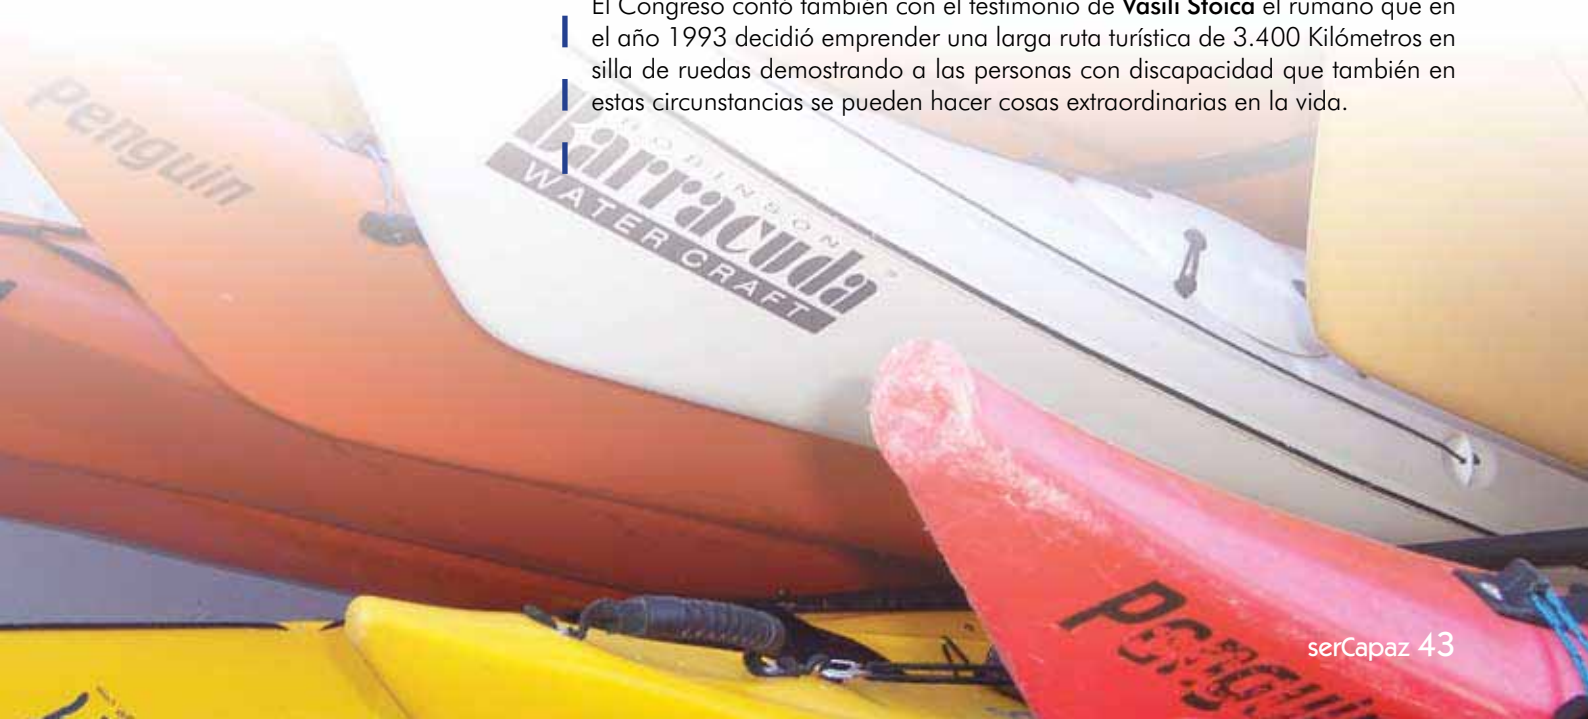 El Congreso contó también con el testimonio de Vasili Stoica el rumano que en
el año 1993 decidió emprender una larga ruta turística de 3.400 Kilómetros en
silla de ruedas demostrando a las personas con discapacidad que también en
estas circunstancias se pueden hacer cosas extraordinarias en la vida.
Penguin
ROBINSON
Barracuda
WATER CRAFT
Penguin
serCapaz 43